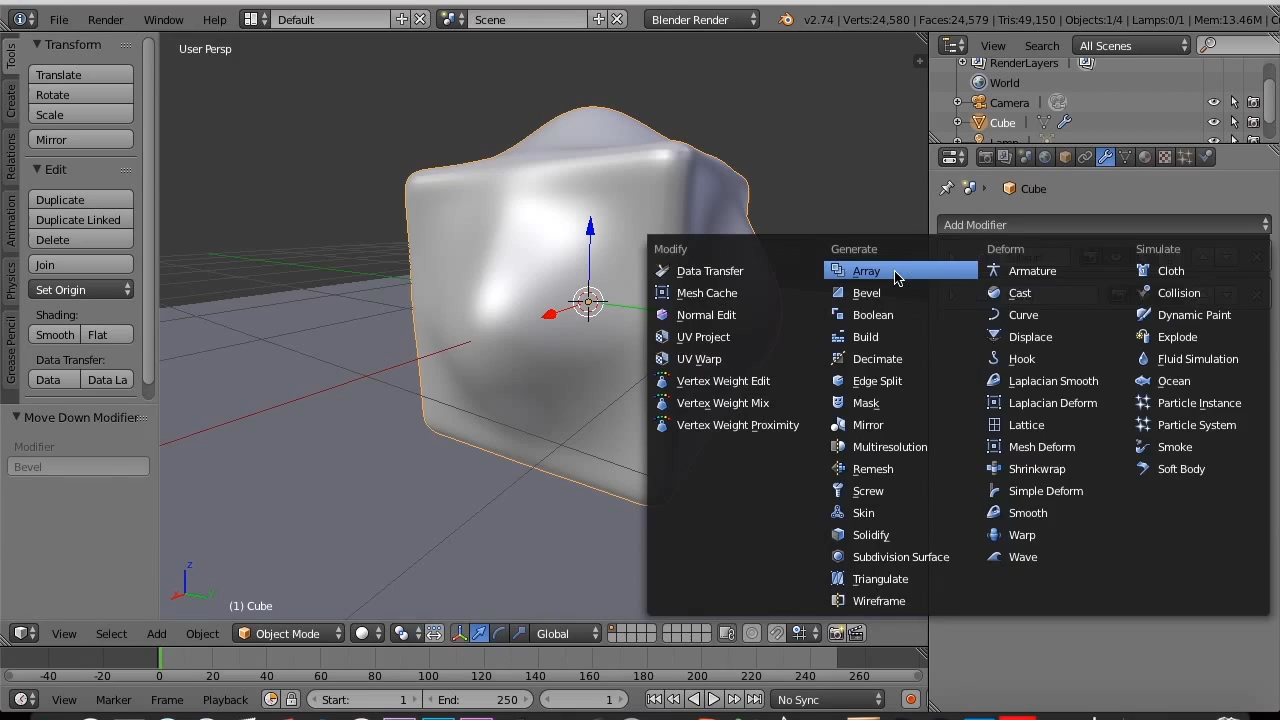 File Render Window Help Default Scene Blender Render v2.74 | Verts:24,580 | Faces:24,579 | Tris:49,150 | Objects:1/4 | Lamps:0/1 | Mem:13.46M |
Tools
Create
Relations
Animation
Physics
Grease Pencil
Transform
Translate
Rotate
Scale
Mirror
Edit
Duplicate
Duplicate Linked
Delete
Join
Set Origin
Shading:
Smooth Flat
Data Transfer:
Data Data La
Move Down Modifier
Modifier
Bevel
User Persp
(1) Cube
z
View Search All Scenes
RenderLayers
World
Camera
Cube
Cube
Add Modifier
Modify
Data Transfer
Mesh Cache
Normal Edit
UV Project
UV Warp
Vertex Weight Edit
Vertex Weight Mix
Vertex Weight Proximity
Generate
Array
Bevel
Boolean
Build
Decimate
Edge Split
Mask
Mirror
Multiresolution
Remesh
Screw
Skin
Solidify
Subdivision Surface
Triangulate
Wireframe
Deform
Armature
Cast
Curve
Displace
Hook
Laplacian Smooth
Laplacian Deform
Lattice
Mesh Deform
Shrinkwrap
Simple Deform
Smooth
Warp
Wave
Simulate
Cloth
Collision
Dynamic Paint
Explode
Fluid Simulation
Ocean
Particle Instance
Particle System
Smoke
Soft Body
View Select Add Object Object Mode Global
-40 -20 0 20 40 60 80 100 120 140 160 180 200 220 240 260
View Marker Frame Playback Start: 1 End: 250 1 No Sync